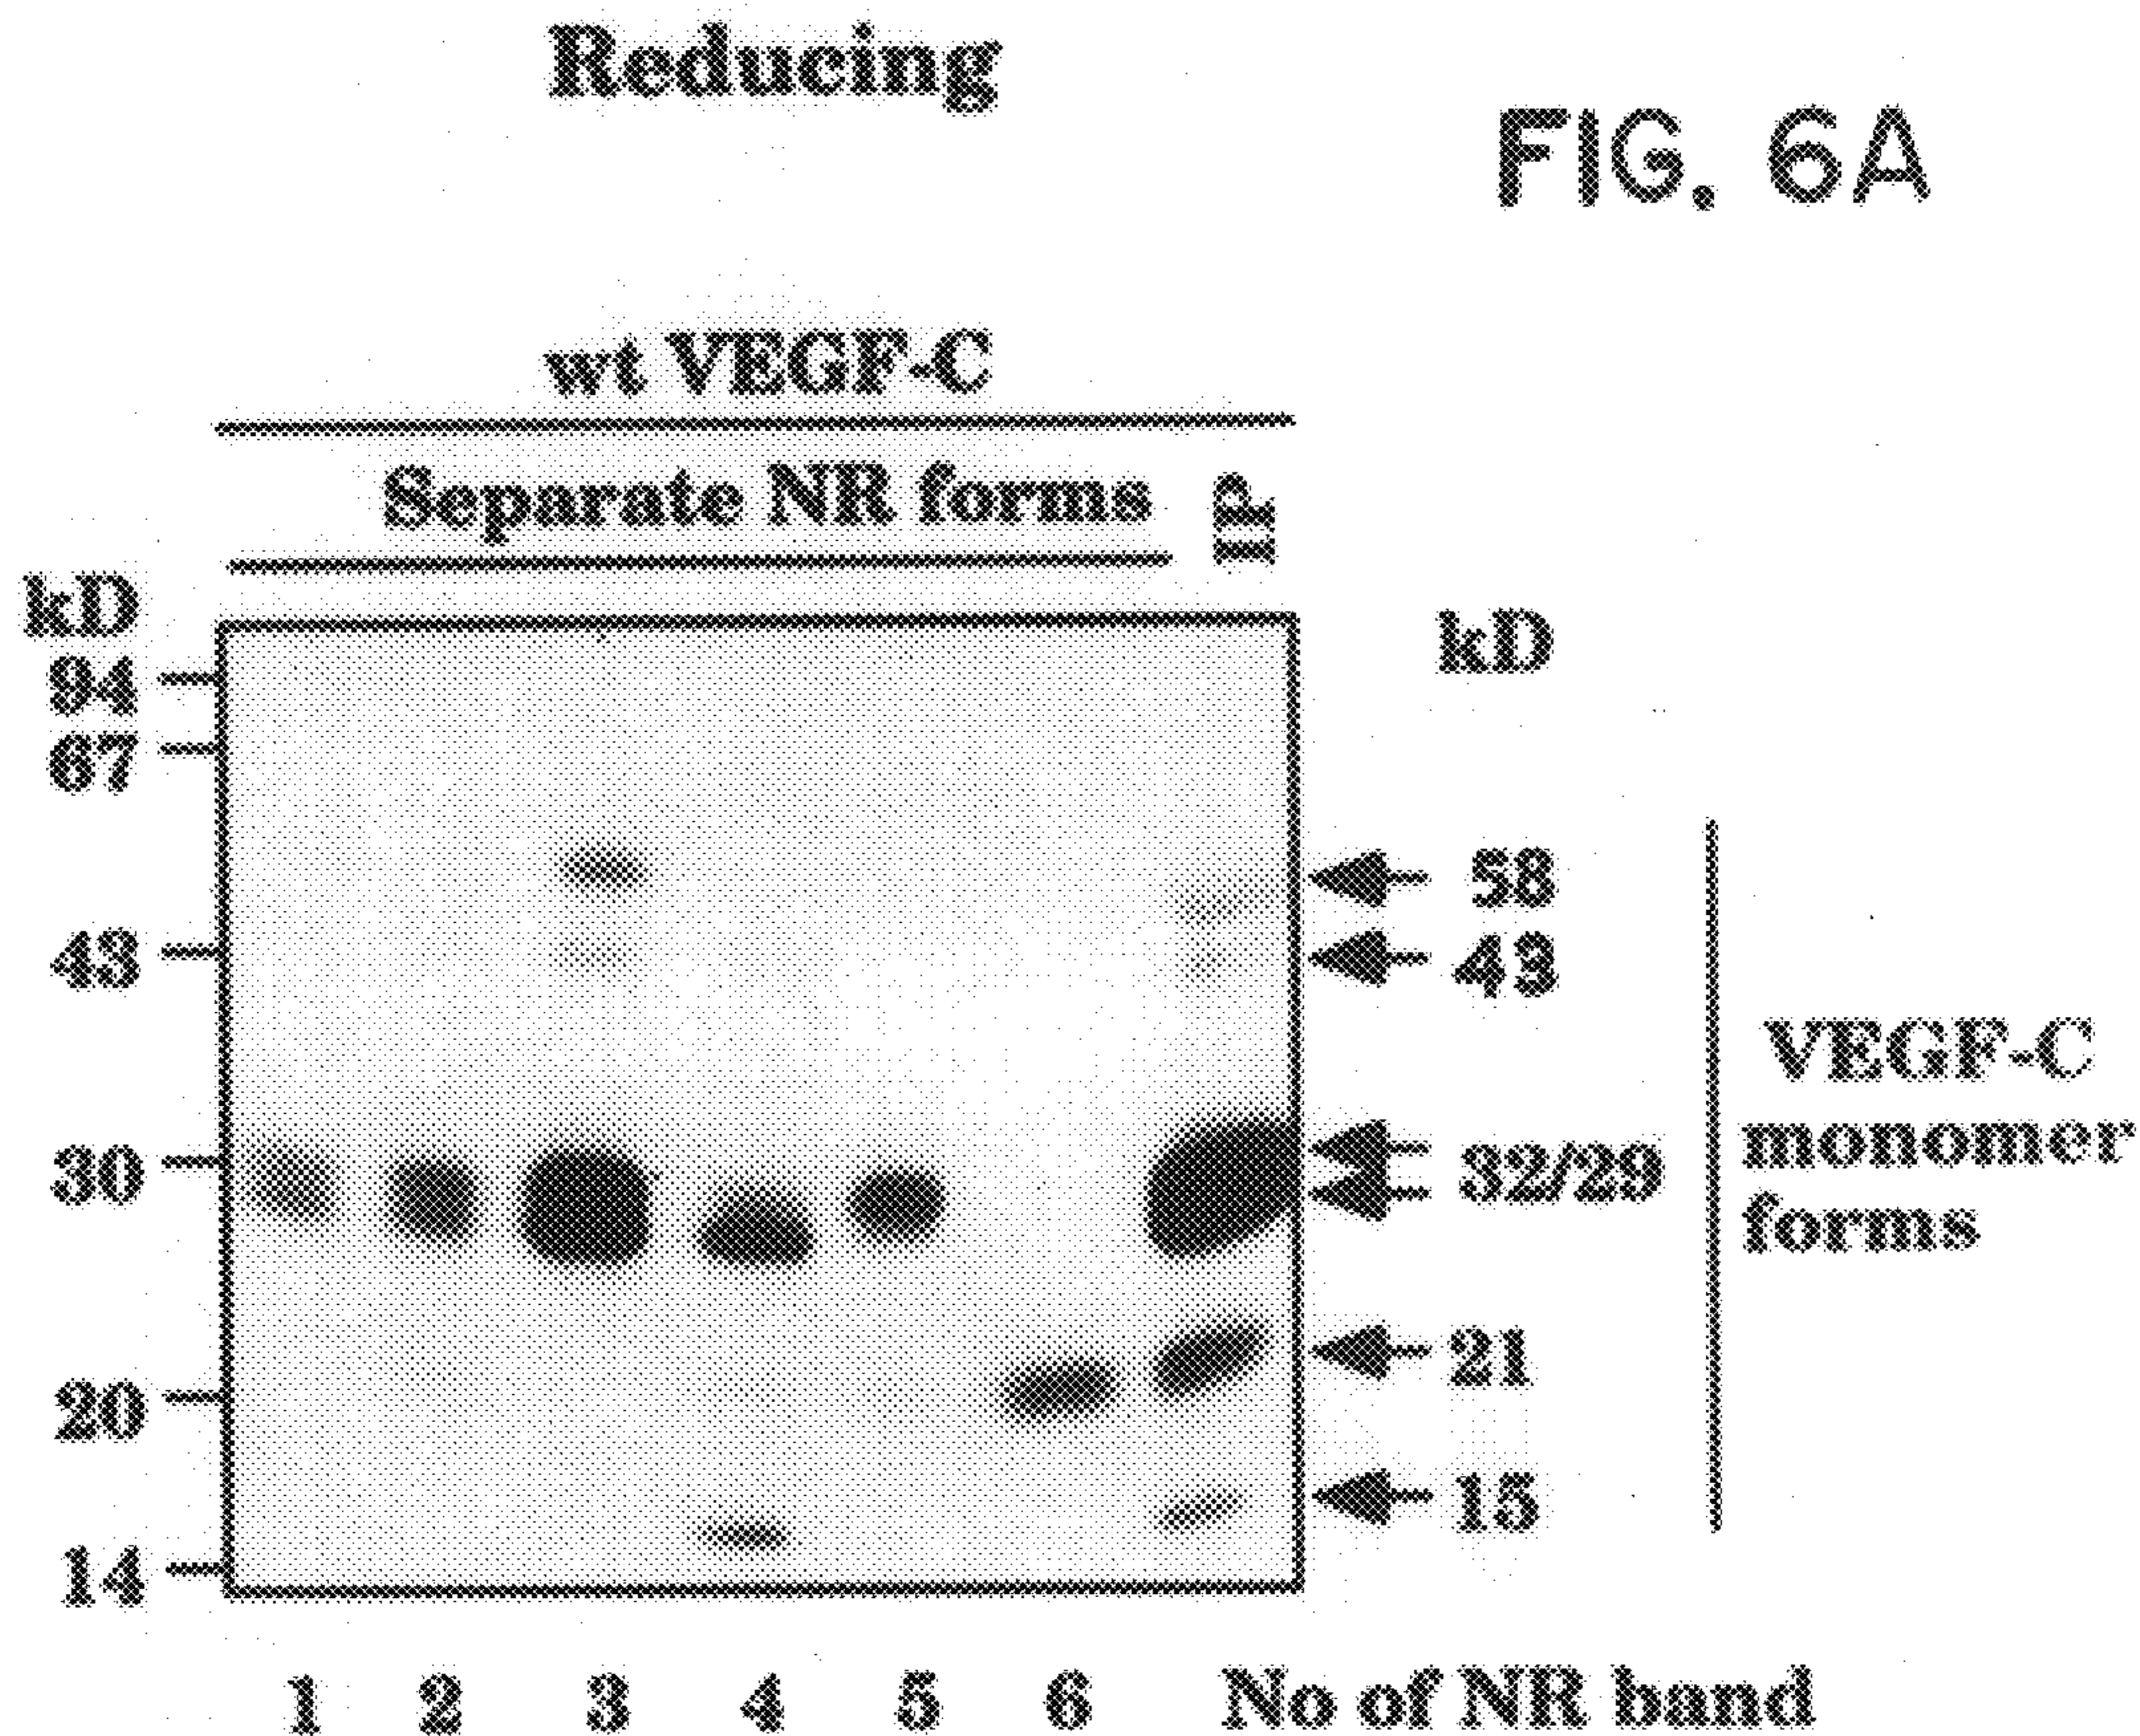 Reducing
FIG. 6A
wt VEGF-C
Separate NR forms
IP
kD
94
67
43
30
20
14
kD
58
43
32/29
21
15
VEGF-C
monomer
forms
1 2 3 4 5 6 No of NR band